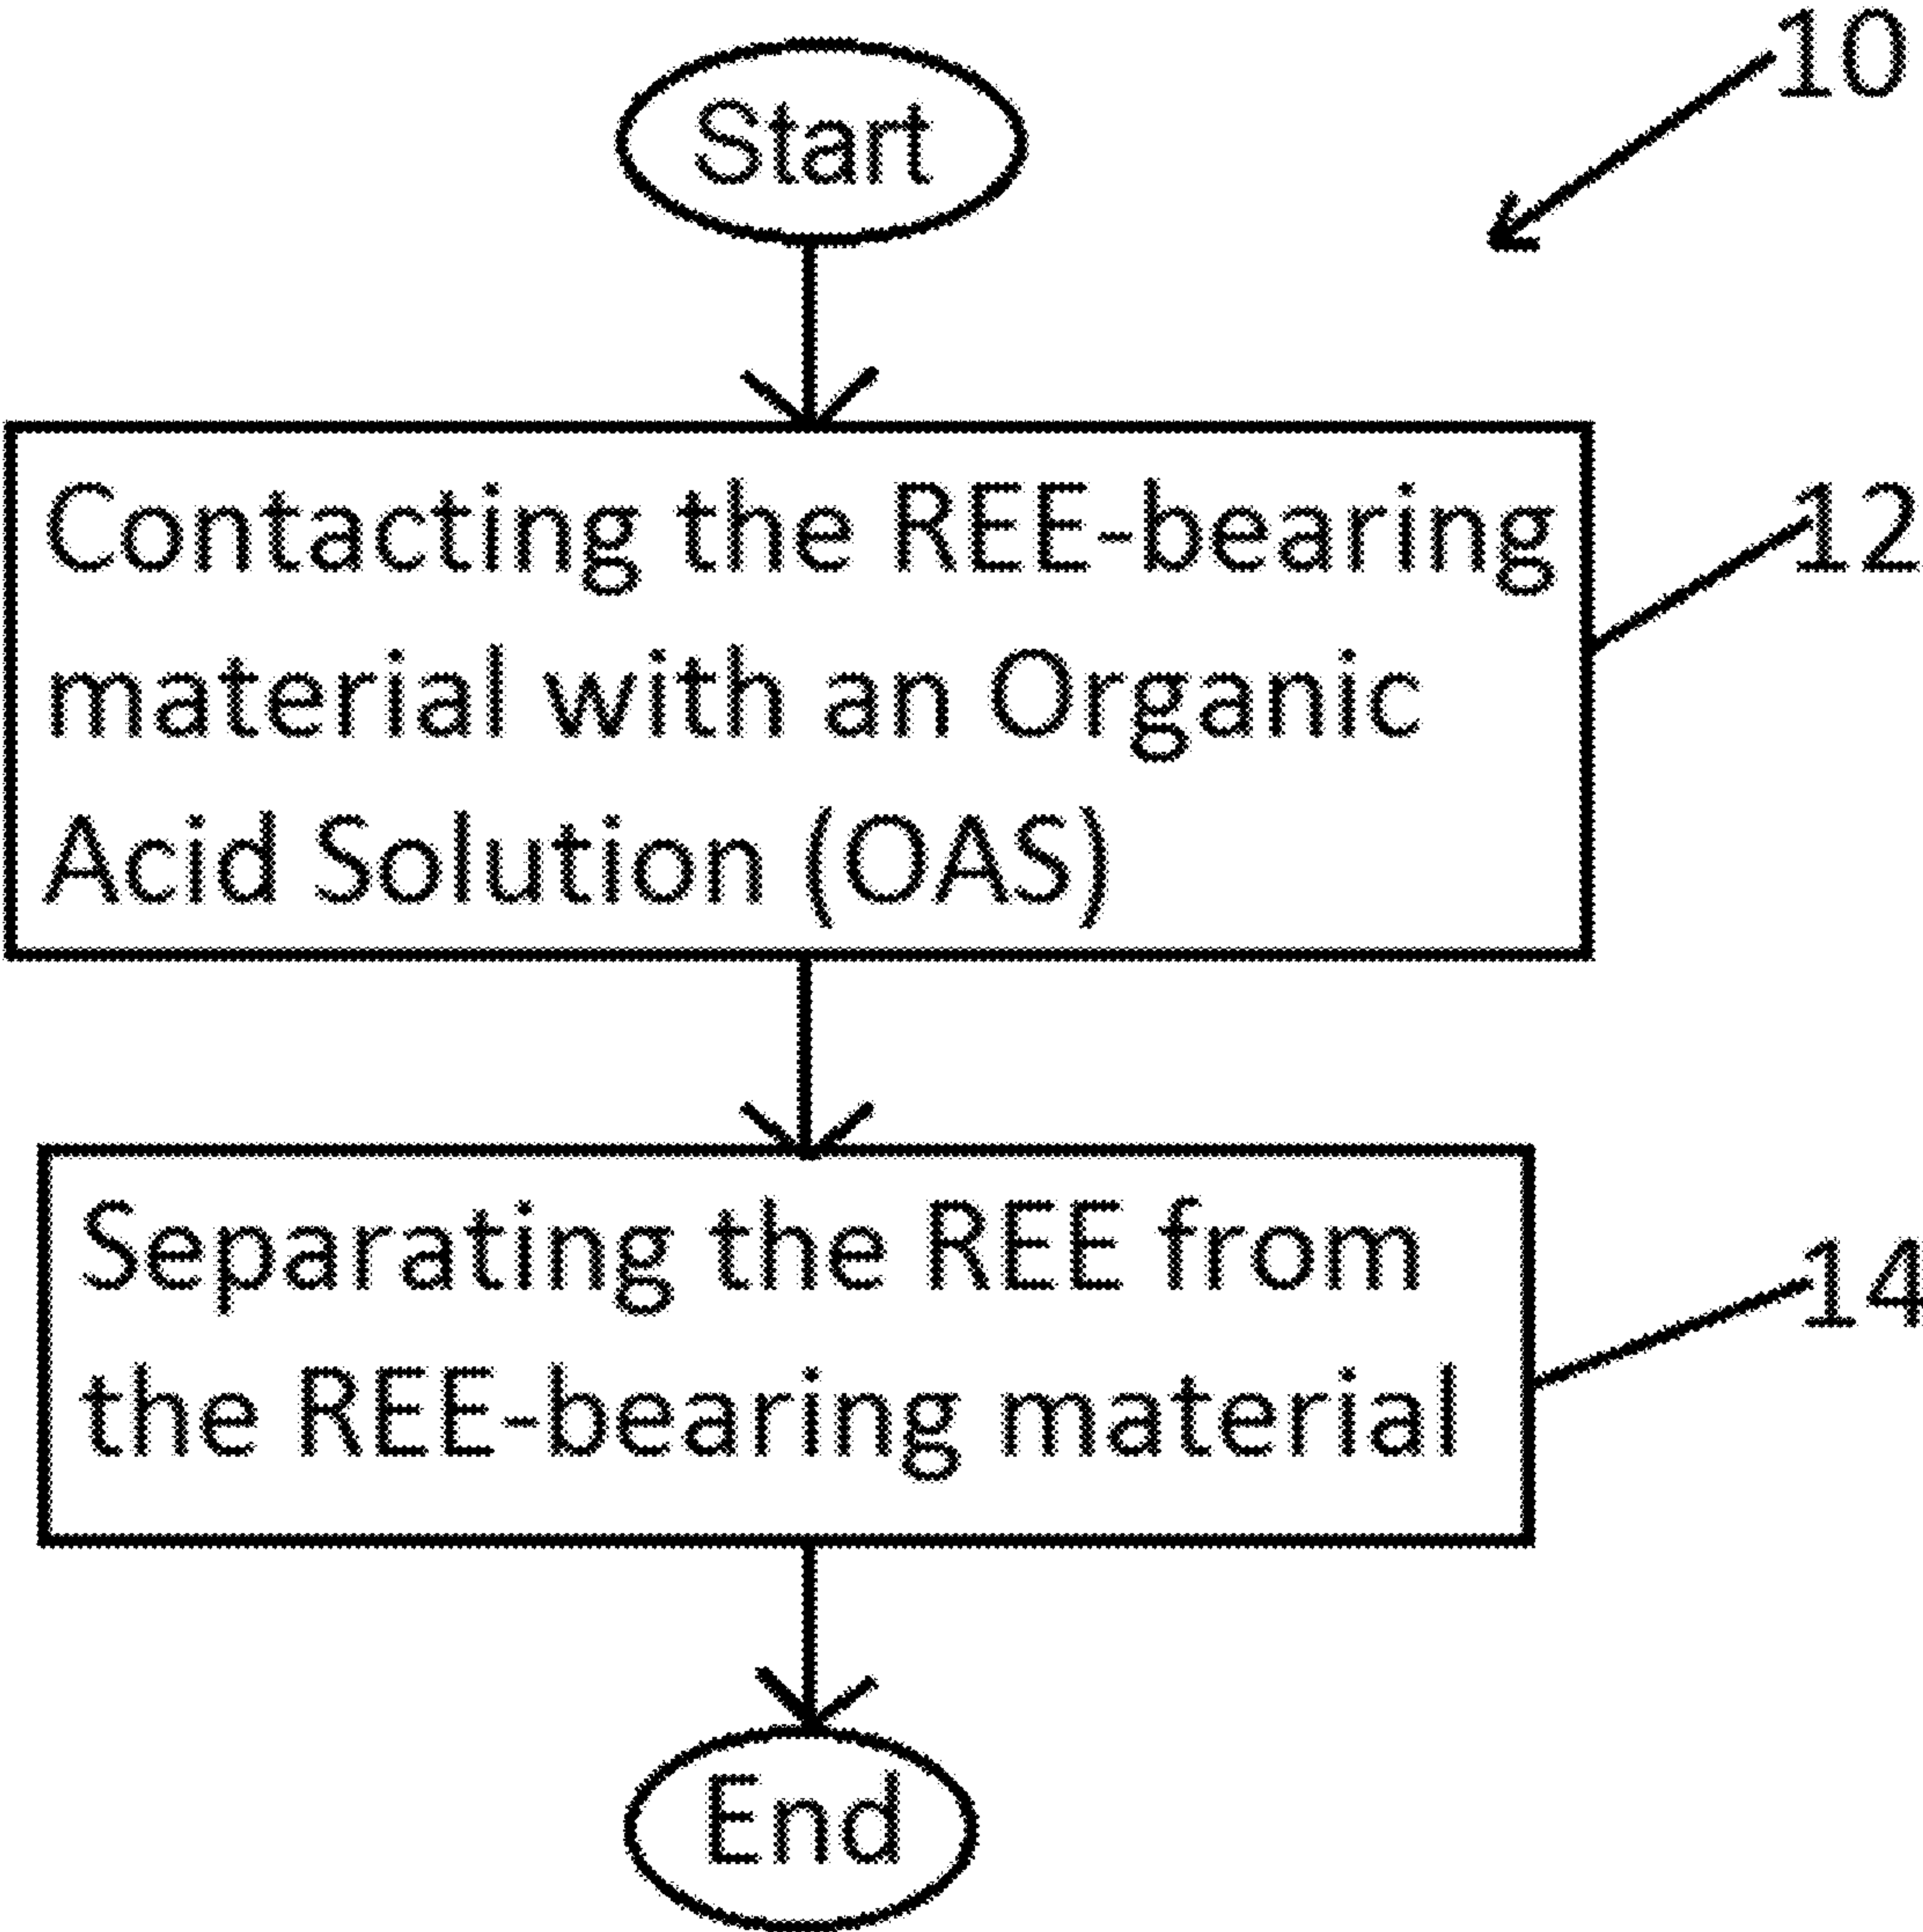 Start
10
Contacting the REE-bearing
material with an Organic
Acid Solution (OAS)
12
Separating the REE from
the REE-bearing material
14
End